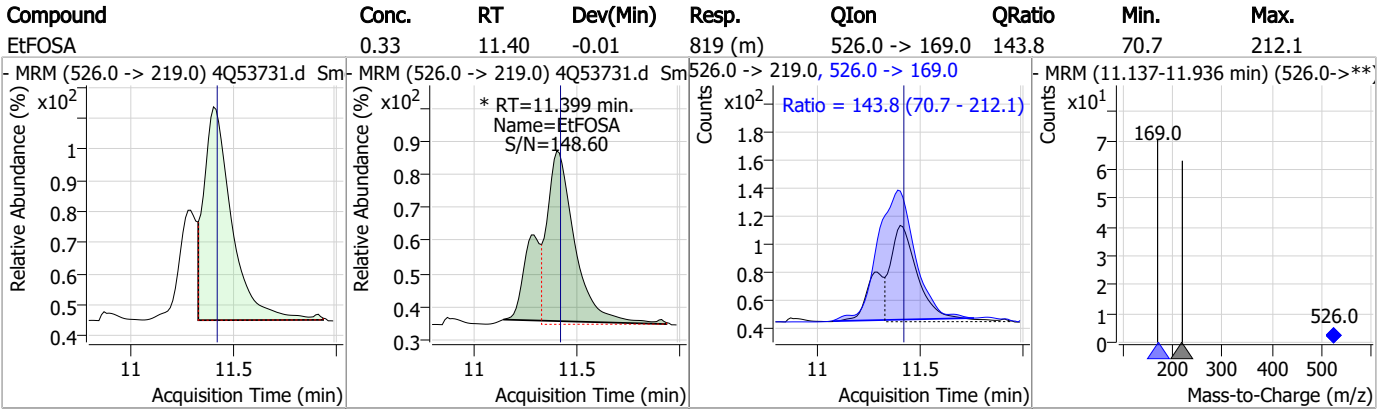 Compound Conc. RT Dev(Min) Resp. QIon QRatio Min. Max.
EtFOSA 0.33 11.40 -0.01 819 (m) 526.0 -> 169.0 143.8 70.7 212.1
- MRM (526.0 -> 219.0) 4Q53731.d Sm
x10²
1
0.9
0.8
0.7
0.6
0.5
0.4
Relative Abundance (%)
11 11.5
Acquisition Time (min)
- MRM (526.0 -> 219.0) 4Q53731.d Sm
x10²
* RT=11.399 min.
Name=EtFOSA
S/N=148.60
0.9
0.8
0.7
0.6
0.5
0.4
0.3
Relative Abundance (%)
11 11.5
Acquisition Time (min)
526.0 -> 219.0, 526.0 -> 169.0
x10²
Ratio = 143.8 (70.7 - 212.1)
1.8
1.6
1.4
1.2
1
0.8
0.6
0.4
Counts
11 11.5
Acquisition Time (min)
- MRM (11.137-11.936 min) (526.0->**)
x10¹
169.0
7
6
5
4
3
2
1
0
526.0
Counts
200 300 400 500
Mass-to-Charge (m/z)